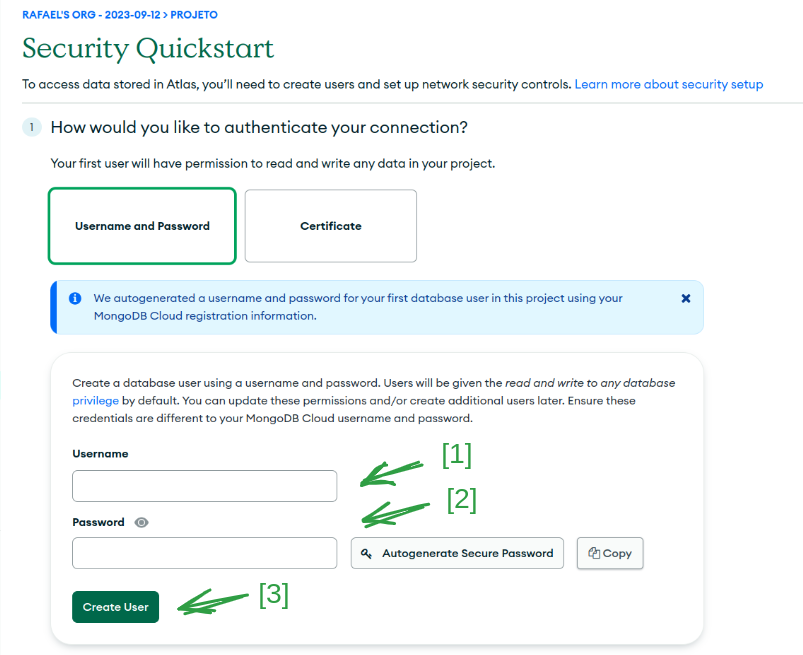 RAFAEL'S ORG - 2023-09-12 > PROJETO
Security Quickstart
To access data stored in Atlas, you'll need to create users and set up network security controls. Learn more about security setup
1 How would you like to authenticate your connection?
Your first user will have permission to read and write any data in your project.
Username and Password
Certificate
We autogenerated a username and password for your first database user in this project using your
MongoDB Cloud registration information.
Create a database user using a username and password. Users will be given the read and write to any database
privilege by default. You can update these permissions and/or create additional users later. Ensure these
credentials are different to your MongoDB Cloud username and password.
Username
[1]
[2]
Password
Autogenerate Secure Password
Copy
Create User
[3]